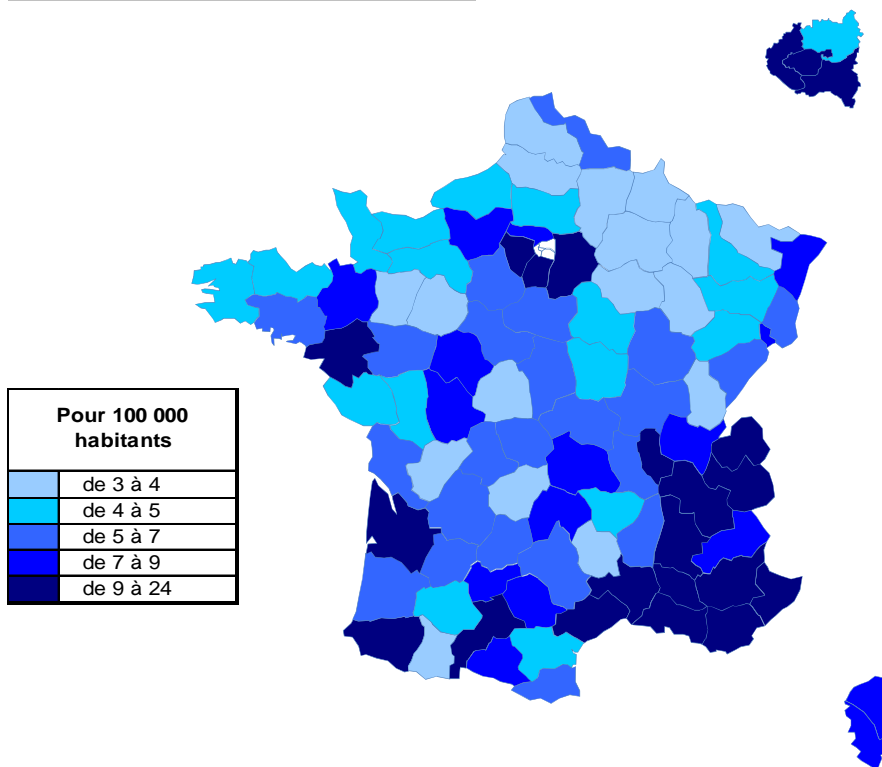 Pour 100 000
habitants
de 3 à 4
de 4 à 5
de 5 à 7
de 7 à 9
de 9 à 24